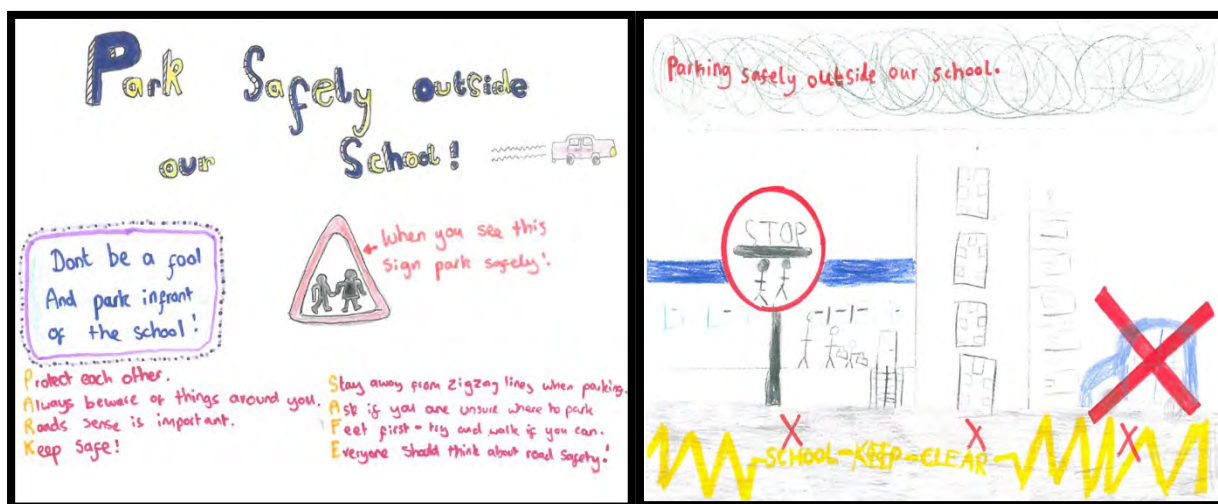 Park Safely outside
our School!
Dont be a fool
And park infront
of the school!
When you see this
sign park safely!
Protect each other.
Always beware of things around you.
Roads sense is important.
Keep Safe!
Stay away from zigzag lines when parking.
Ask if you are unsure where to park
Feet first - try and walk if you can.
Everyone should think about road safety!
Parking safely outside our school.
STOP
SCHOOL-KEEP-CLEAR